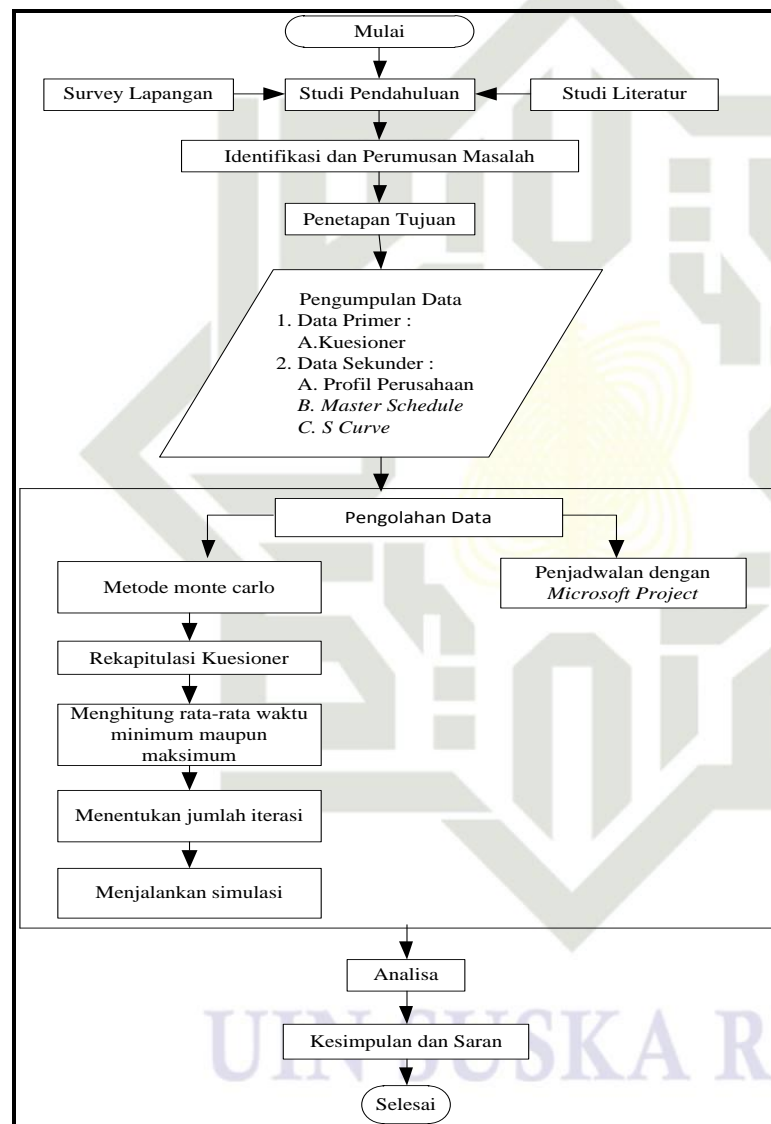 Mulai
Survey Lapangan
Studi Pendahuluan
Studi Literatur
Identifikasi dan Perumusan Masalah
Penetapan Tujuan
Pengumpulan Data
1. Data Primer :
A.Kuesioner
2. Data Sekunder :
A. Profil Perusahaan
B. Master Schedule
C. S Curve
Pengolahan Data
Metode monte carlo
Penjadwalan dengan
Microsoft Project
Rekapitulasi Kuesioner
Menghitung rata-rata waktu
minimum maupun
maksimum
Menentukan jumlah iterasi
Menjalankan simulasi
Analisa
Kesimpulan dan Saran
Selesai
UIN SUSKA R